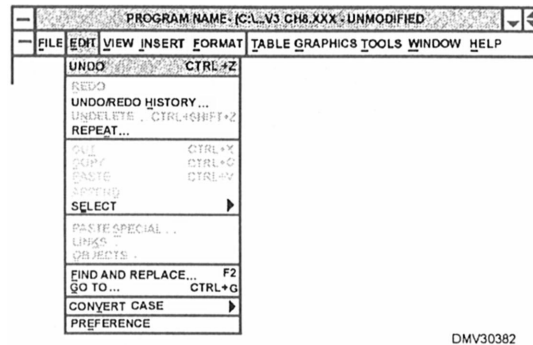 PROGRAM NAME- (C:\...V3 CH6.XXX - UNMODIFIED
FILE EDIT VIEW INSERT FORMAT TABLE GRAPHICS TOOLS WINDOW HELP
UNDO CTRL+Z
REDO
UNDO/REDO HISTORY...
UNDELETE . CTRL+SHIFT+Z
REPEAT...
CUT CTRL+X
COPY CTRL+C
PASTE CTRL+V
APPEND
SELECT
PASTE SPECIAL...
LINKS .
OBJECTS .
FIND AND REPLACE... F2
GO TO... CTRL+G
CONVERT CASE
PREFERENCE
DMV30382